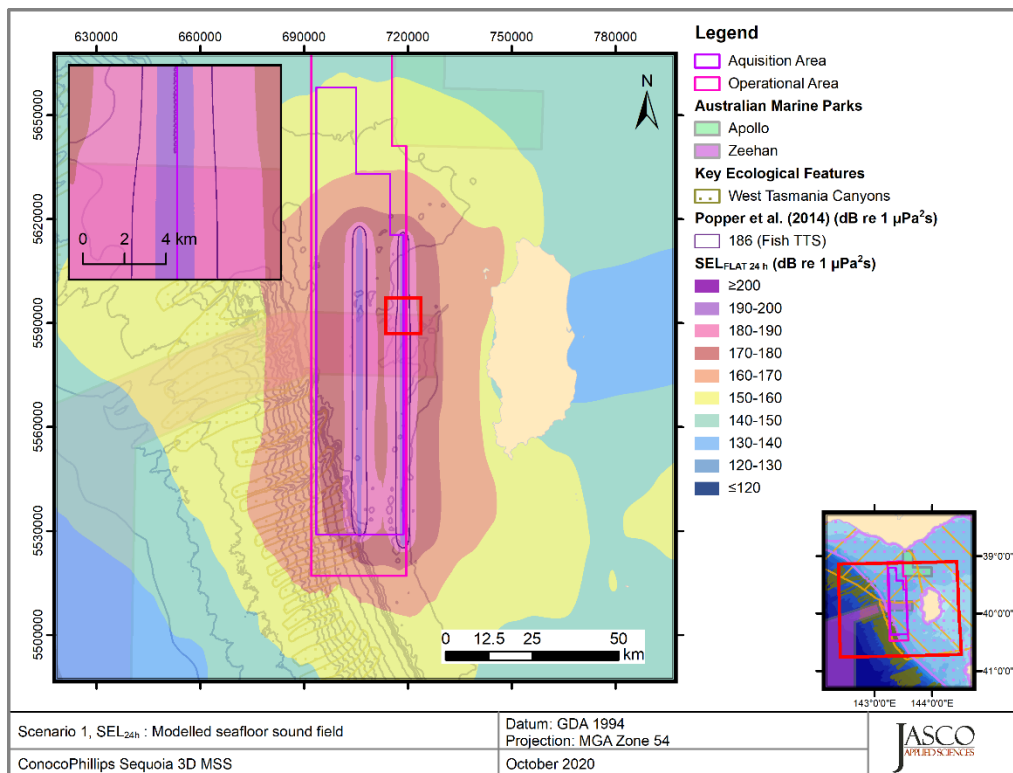 630000 660000 690000 720000 750000 780000
5650000
5620000
5590000
5560000
5530000
5500000
0 2 4 km
N
0 12.5 25 50
km
Legend
Aquisition Area
Operational Area
Australian Marine Parks
Apollo
Zeehan
Key Ecological Features
West Tasmania Canyons
Popper et al. (2014) (dB re 1 µPa²s)
186 (Fish TTS)
SEL_FLAT 24 h (dB re 1 µPa²s)
≥200
190-200
180-190
170-180
160-170
150-160
140-150
130-140
120-130
≤120
39°0'0"E
40°0'0"E
41°0'0"E
143°0'0"E 144°0'0"E
Scenario 1, SEL24h : Modelled seafloor sound field
Datum: GDA 1994
Projection: MGA Zone 54
ConocoPhillips Sequoia 3D MSS
October 2020
JASCO
APPLIED SCIENCES